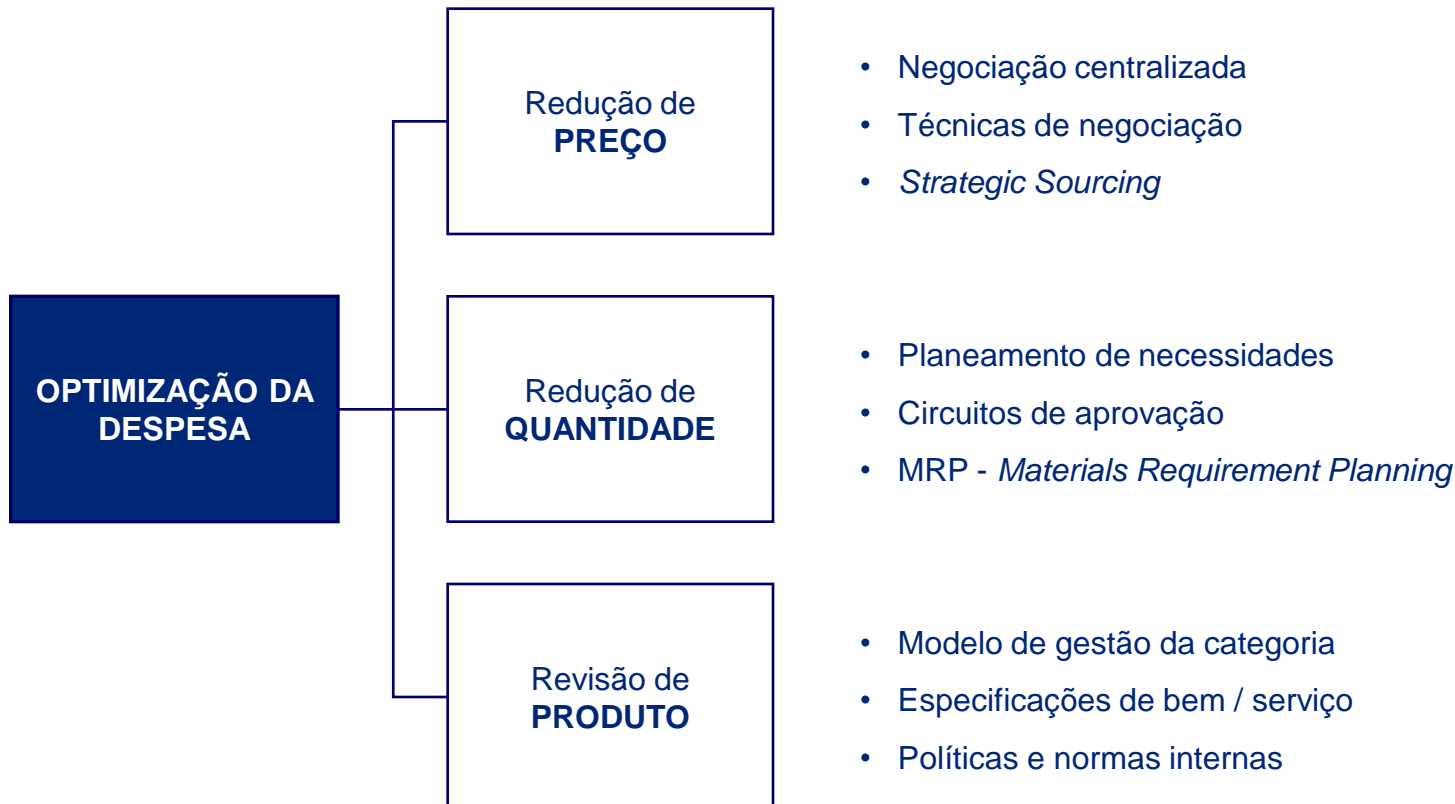 OPTIMIZAÇÃO DA
DESPESA
Redução de
PREÇO
• Negociação centralizada
• Técnicas de negociação
• Strategic Sourcing
Redução de
QUANTIDADE
• Planeamento de necessidades
• Circuitos de aprovação
• MRP - Materials Requirement Planning
Revisão de
PRODUTO
• Modelo de gestão da categoria
• Especificações de bem / serviço
• Políticas e normas internas